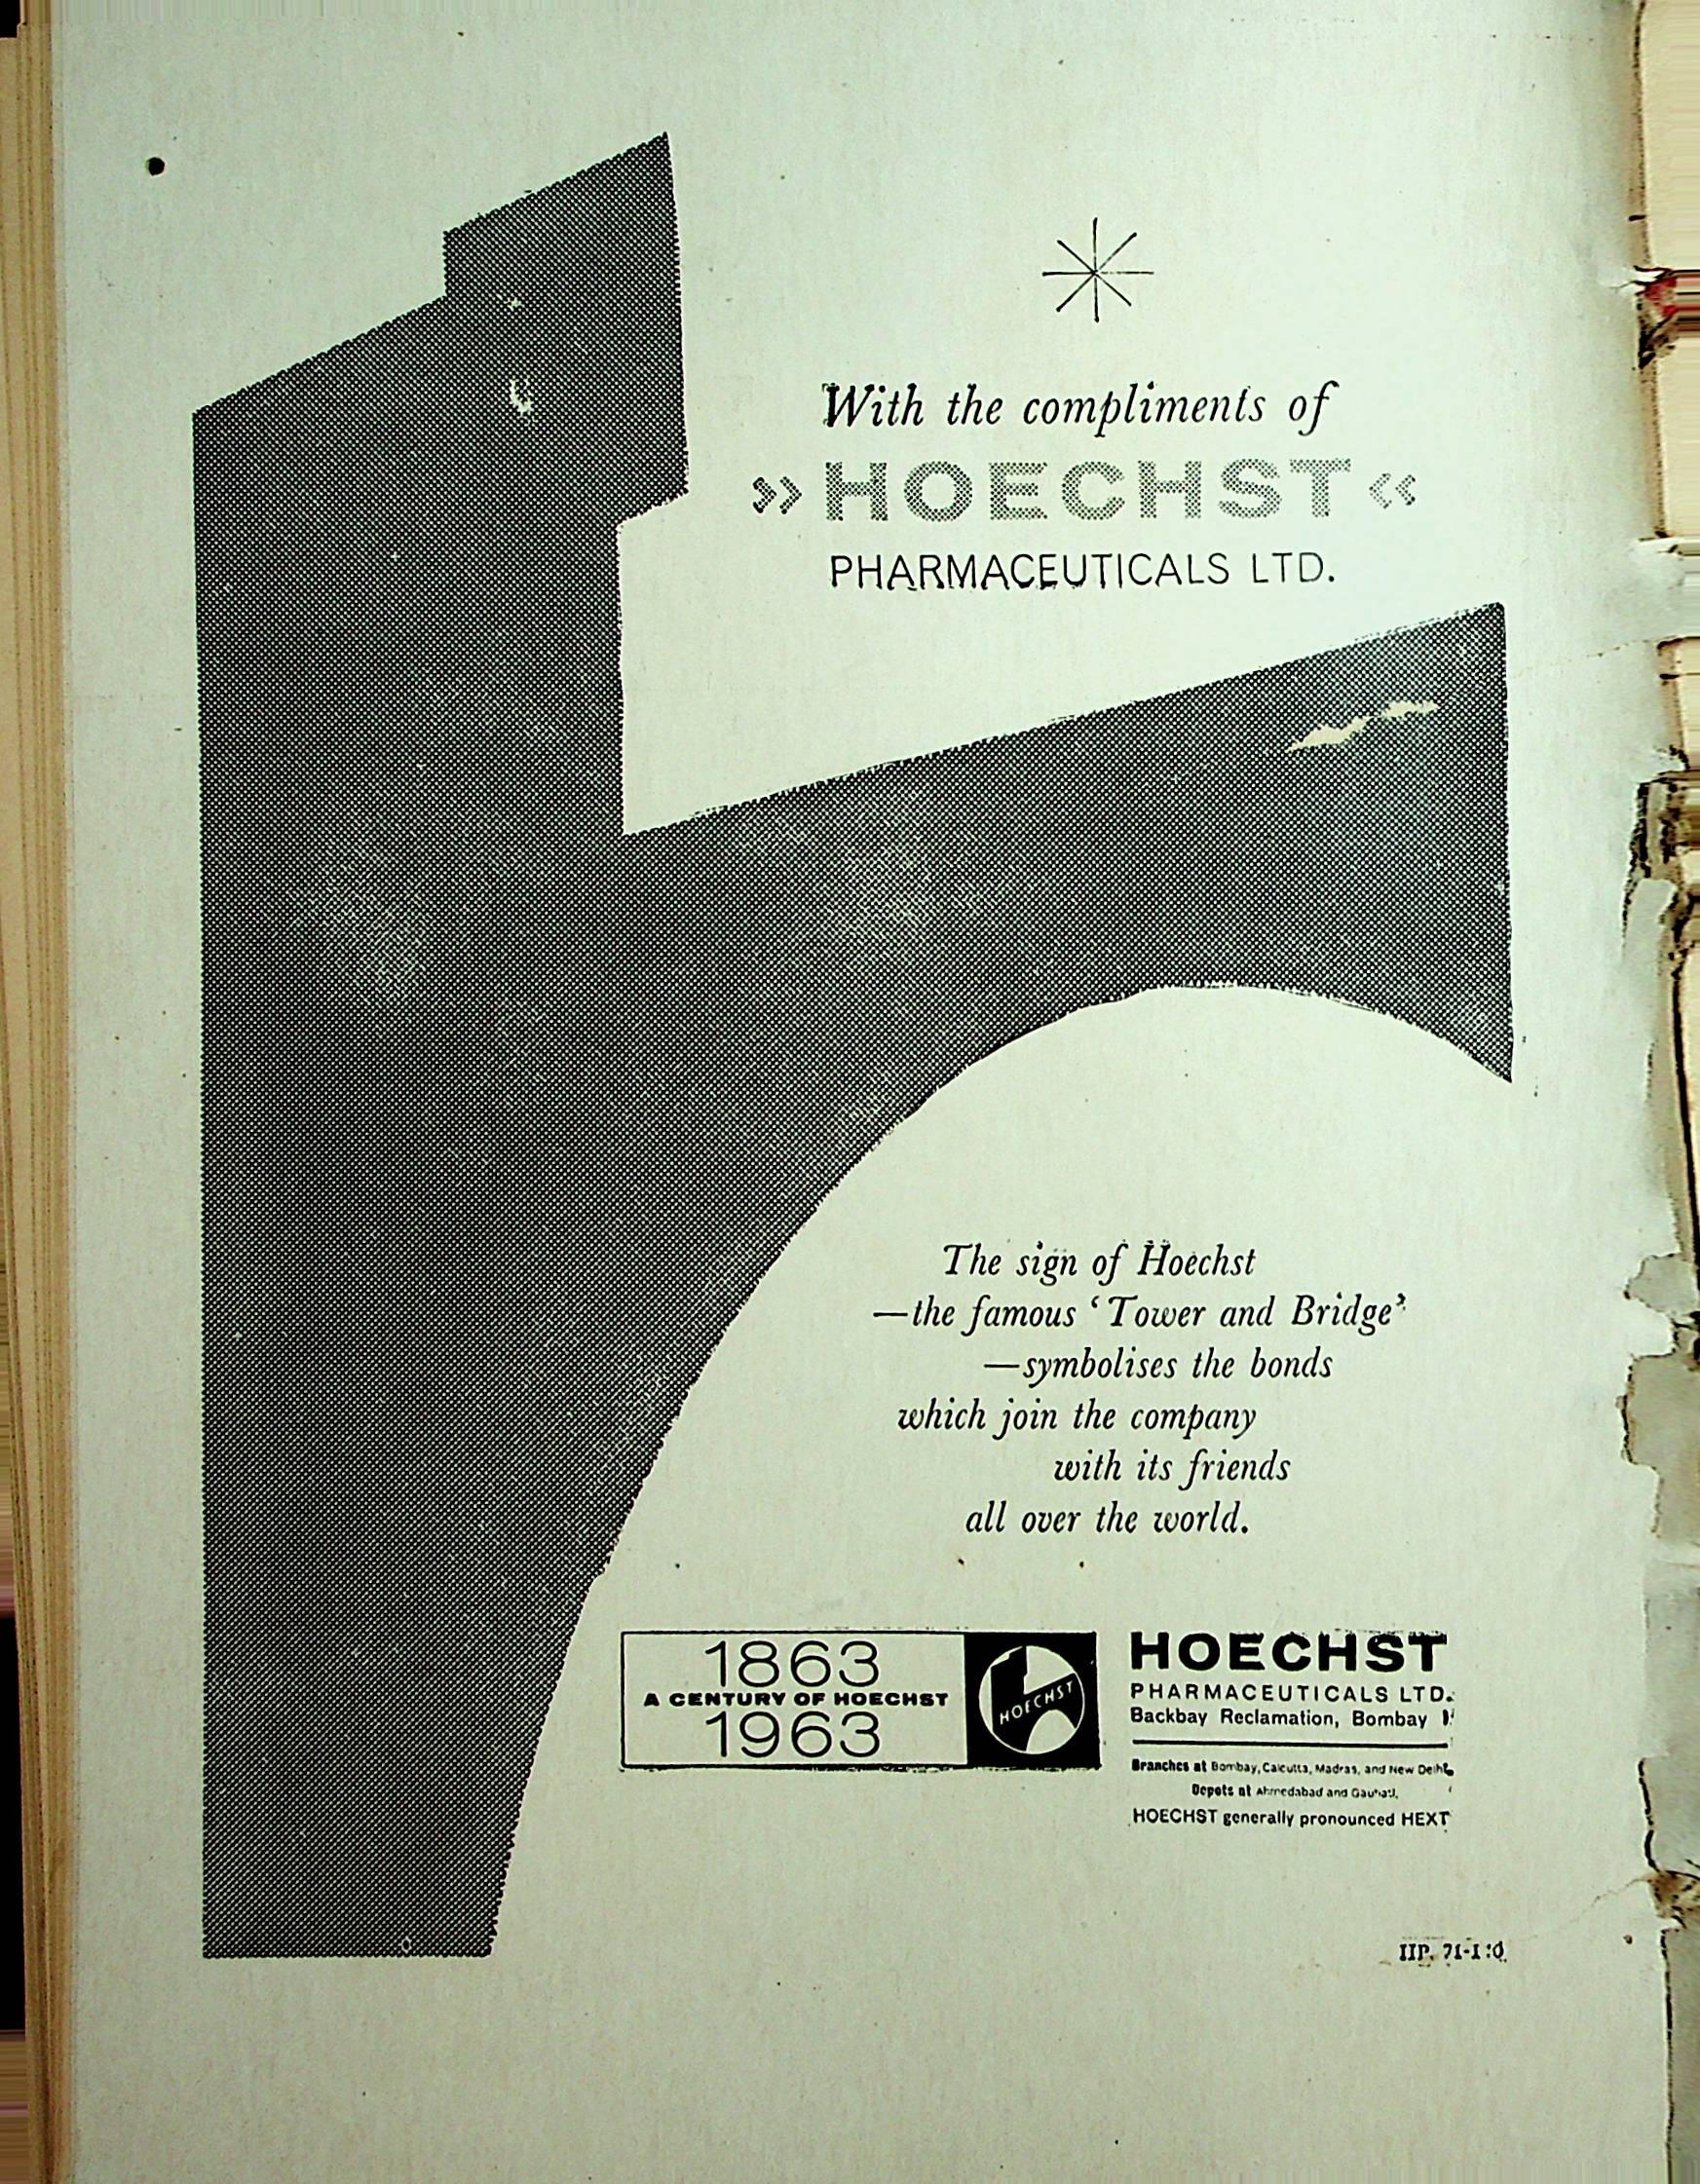 With the compliments of
»HOECHST«
PHARMACEUTICALS LTD.
The sign of Hoechst
—the famous ‘Tower and Bridge’
—symbolises the bonds
which join the company
with its friends
all over the world.
1863
A CENTURY OF HOECHST
1963
HOECHST
HOECHST
PHARMACEUTICALS LTD.
Backbay Reclamation, Bombay
Branches at Bombay, Calcutta, Madras, and New Delhi,
Depots at Ahmedabad and Gauhati.
HOECHST generally pronounced HEXT